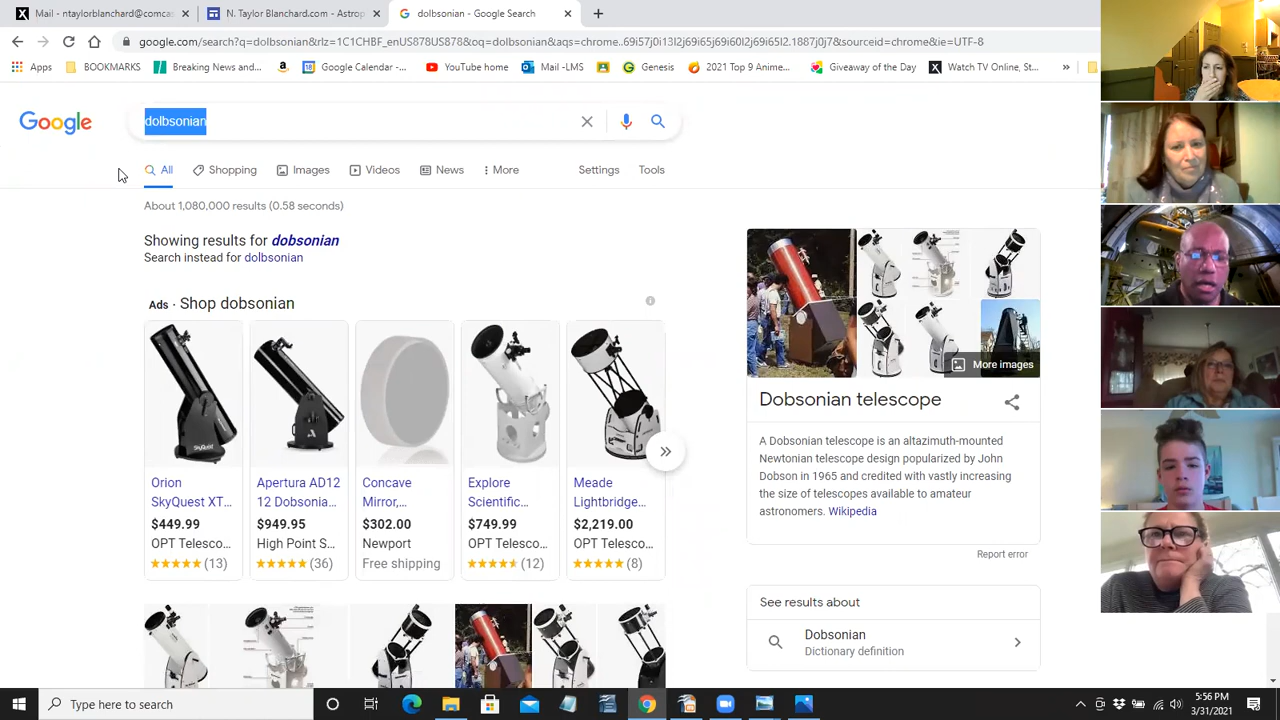 Mail - ntaylorblanchard@comcas
N. Taylor Blanchard.com - Astrop
dolbsonian - Google Search
google.com/search?q=dolbsonian&rlz=1C1CHBF_enUS878US878&oq=dolbsonian&aqs=chrome..69i57j0i13l2j69i65j69i60l2j69i65l2.1887j0j7&sourceid=chrome&ie=UTF-8
Apps BOOKMARKS Breaking News and... Google Calendar -... YouTube home Genesis 2021 Top 9 Anime... Giveaway of the Day Watch TV Online, St...
Google
dolbsonian
All Shopping Images Videos News More Settings Tools
About 1,080,000 results (0.58 seconds)
Showing results for dobsonian
Search instead for dolbsonian
Ads · Shop dobsonian
Orion
SkyQuest XT...
$449.99
OPT Telesco...
(13)
Apertura AD12
12 Dobsonia...
$949.95
High Point S...
(36)
Concave
Mirror,...
$302.00
Newport
Free shipping
Explore
Scientific...
$749.99
OPT Telesco...
(12)
Meade
Lightbridge...
$2,219.00
OPT Telesco...
(8)
More images
Dobsonian telescope
A Dobsonian telescope is an altazimuth-mounted
Newtonian telescope design popularized by John
Dobson in 1965 and credited with vastly increasing
the size of telescopes available to amateur
astronomers. Wikipedia
Report error
See results about
Dobsonian
Dictionary definition
Type here to search
5:56 PM
3/31/2021